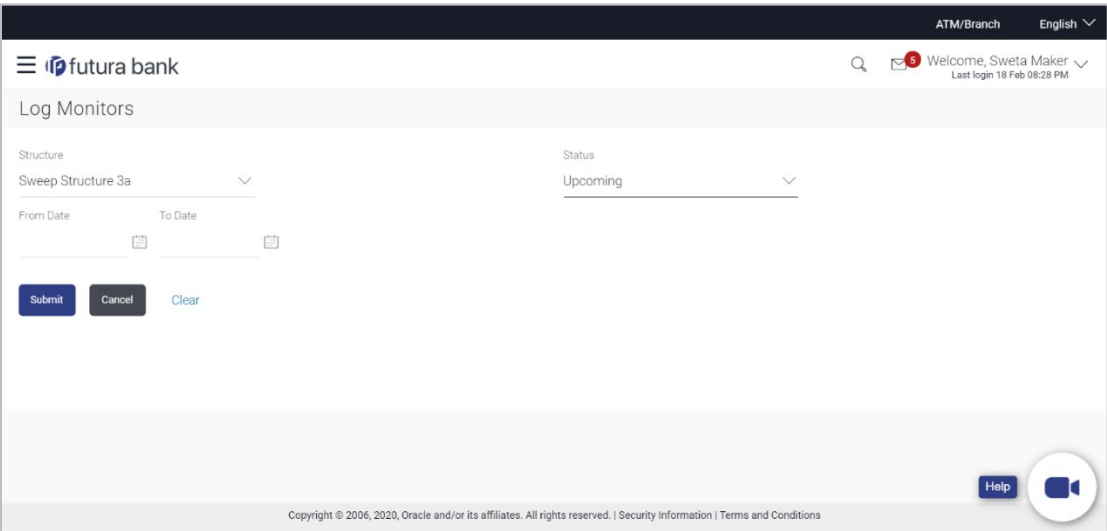 ATM/Branch English
futura bank
5 Welcome, Sweta Maker
Last login 18 Feb 08:28 PM
Log Monitors
Structure Status
Sweep Structure 3a Upcoming
From Date To Date
Submit Cancel Clear
Help
Copyright © 2006, 2020, Oracle and/or its affiliates. All rights reserved. | Security Information | Terms and Conditions